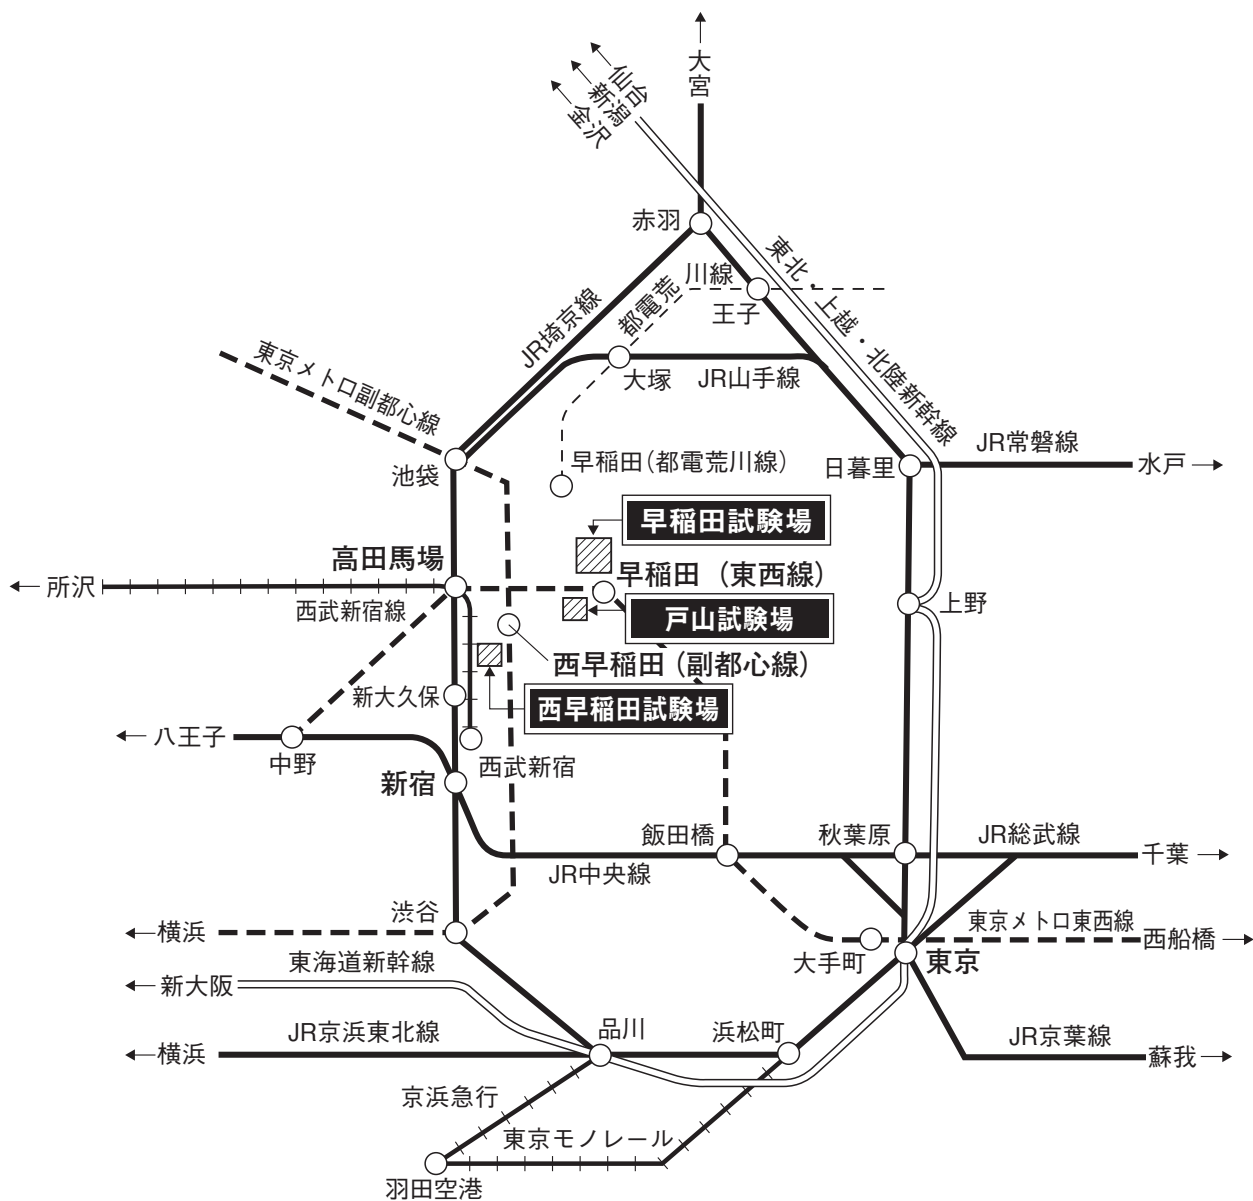 大宮
仙台
新潟
金沢
赤羽
東北・上越・北陸新幹線
都電荒川線
王子
JR埼京線
東京メトロ副都心線
大塚
JR山手線
池袋
早稲田(都電荒川線)
日暮里
JR常磐線
水戸
早稲田試験場
高田馬場
早稲田（東西線）
所沢
西武新宿線
戸山試験場
上野
西早稲田(副都心線)
新大久保
西早稲田試験場
八王子
中野
西武新宿
新宿
飯田橋
秋葉原
JR総武線
千葉
JR中央線
渋谷
横浜
東京メトロ東西線
西船橋
大手町
東京
東海道新幹線
新大阪
JR京浜東北線
横浜
品川
浜松町
JR京葉線
蘇我
京浜急行
東京モノレール
羽田空港